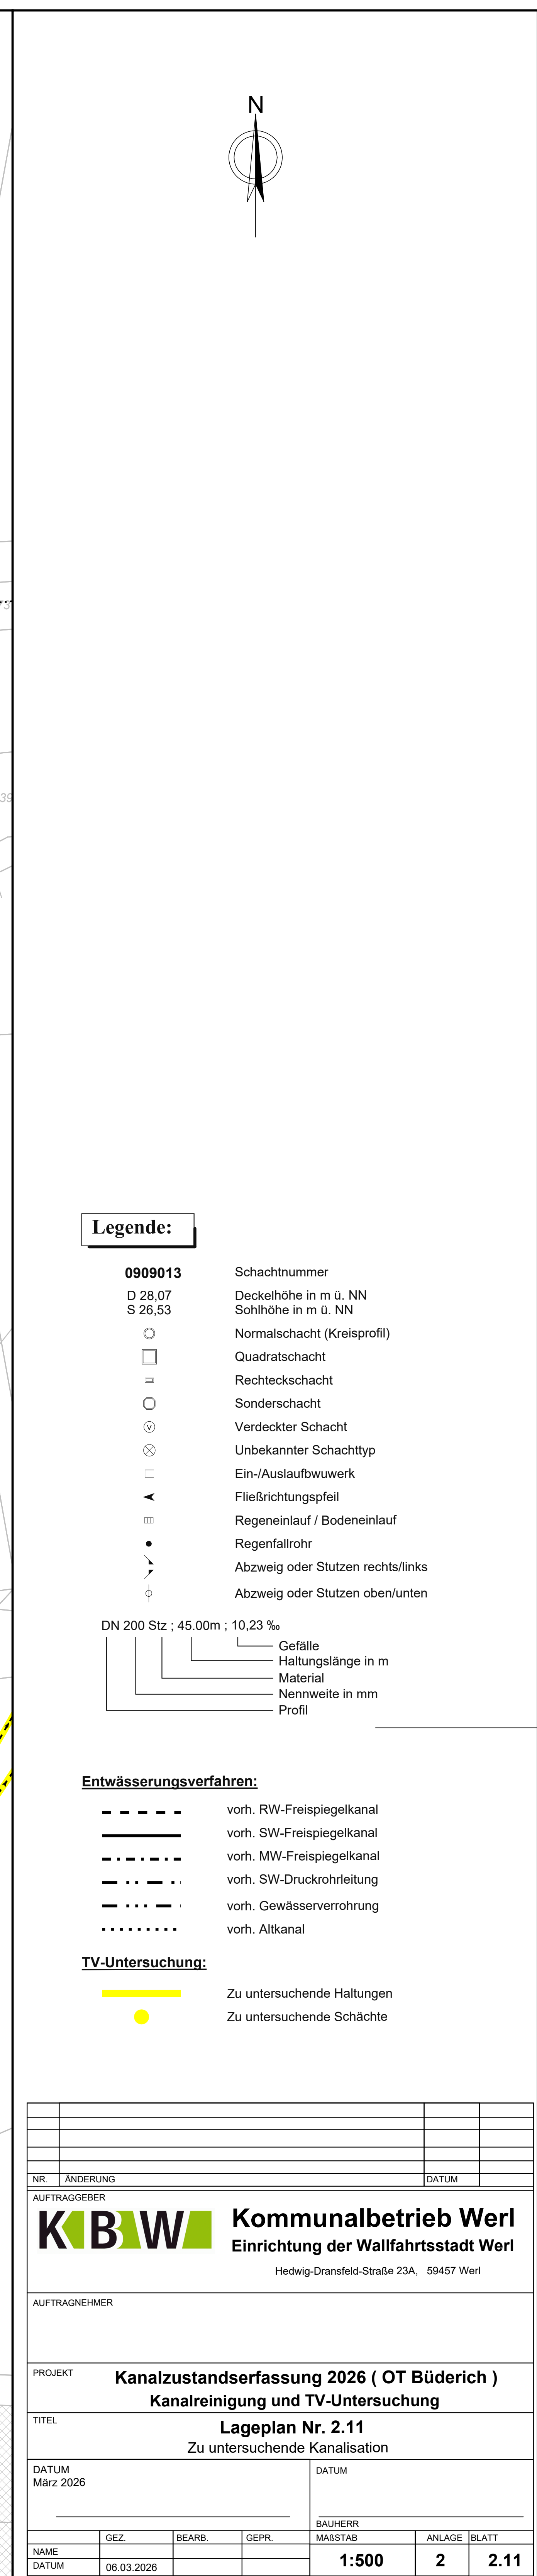 N
39
Legende:
0909013 Schachtnummer
D 28,07 Deckelhöhe in m ü. NN
S 26,53 Sohlhöhe in m ü. NN
Normalschacht (Kreisprofil)
Quadratschacht
Rechteckschacht
Sonderschacht
V Verdeckter Schacht
Unbekannter Schachttyp
Ein-/Auslaufbwuwerk
Fließrichtungspfeil
Regeneinlauf / Bodeneinlauf
Regenfallrohr
Abzweig oder Stutzen rechts/links
Abzweig oder Stutzen oben/unten
DN 200 Stz ; 45.00m ; 10,23 ‰
Gefälle
Haltungslänge in m
Material
Nennweite in mm
Profil
Entwässerungsverfahren:
vorh. RW-Freispiegelkanal
vorh. SW-Freispiegelkanal
vorh. MW-Freispiegelkanal
vorh. SW-Druckrohrleitung
vorh. Gewässerverrohrung
vorh. Altkanal
TV-Untersuchung:
Zu untersuchende Haltungen
Zu untersuchende Schächte
NR. ÄNDERUNG DATUM
AUFTRAGGEBER
KBW Kommunalbetrieb Werl
Einrichtung der Wallfahrtsstadt Werl
Hedwig-Dransfeld-Straße 23A, 59457 Werl
AUFTRAGNEHMER
PROJEKT Kanalzustandserfassung 2026 ( OT Büderich )
Kanalreinigung und TV-Untersuchung
TITEL Lageplan Nr. 2.11
Zu untersuchende Kanalisation
DATUM DATUM
März 2026
BAUHERR
GEZ. BEARB. GEPR. MAßSTAB ANLAGE BLATT
NAME 1:500 2 2.11
DATUM 06.03.2026